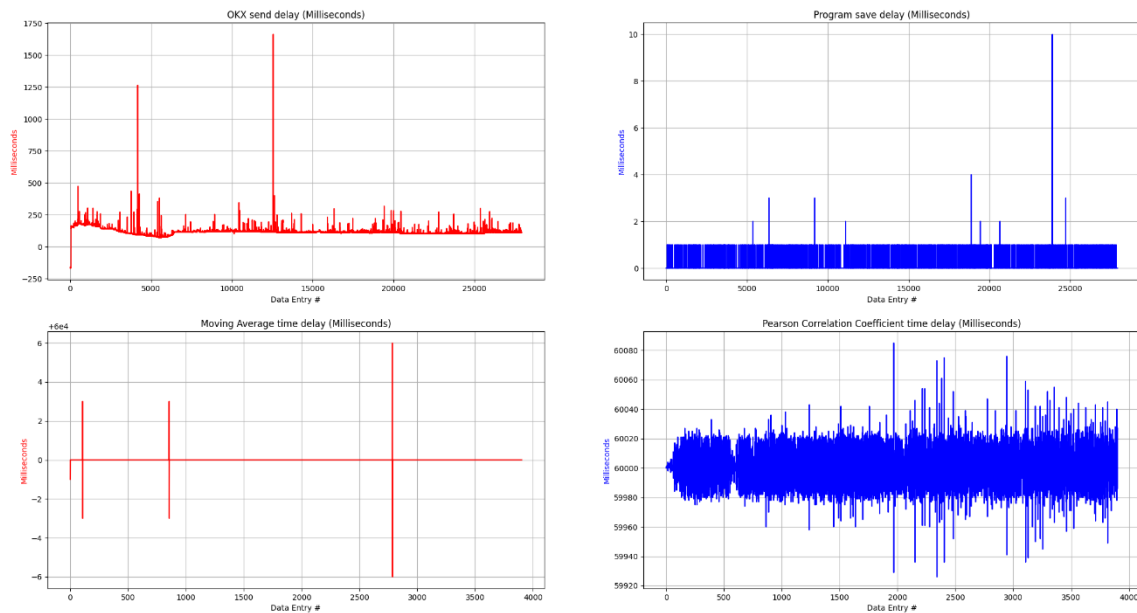 OKX send delay (Milliseconds)
1750
1500
1250
1000
750
500
250
0
−250
Milliseconds
0 5000 10000 15000 20000 25000
Data Entry #
Program save delay (Milliseconds)
10
8
6
4
2
0
Milliseconds
0 5000 10000 15000 20000 25000
Data Entry #
Moving Average time delay (Milliseconds)
+6e4
6
4
2
0
−2
−4
−6
Milliseconds
0 500 1000 1500 2000 2500 3000 3500 4000
Data Entry #
Pearson Correlation Coefficient time delay (Milliseconds)
60080
60060
60040
60020
60000
59980
59960
59940
59920
Milliseconds
0 500 1000 1500 2000 2500 3000 3500 4000
Data Entry #